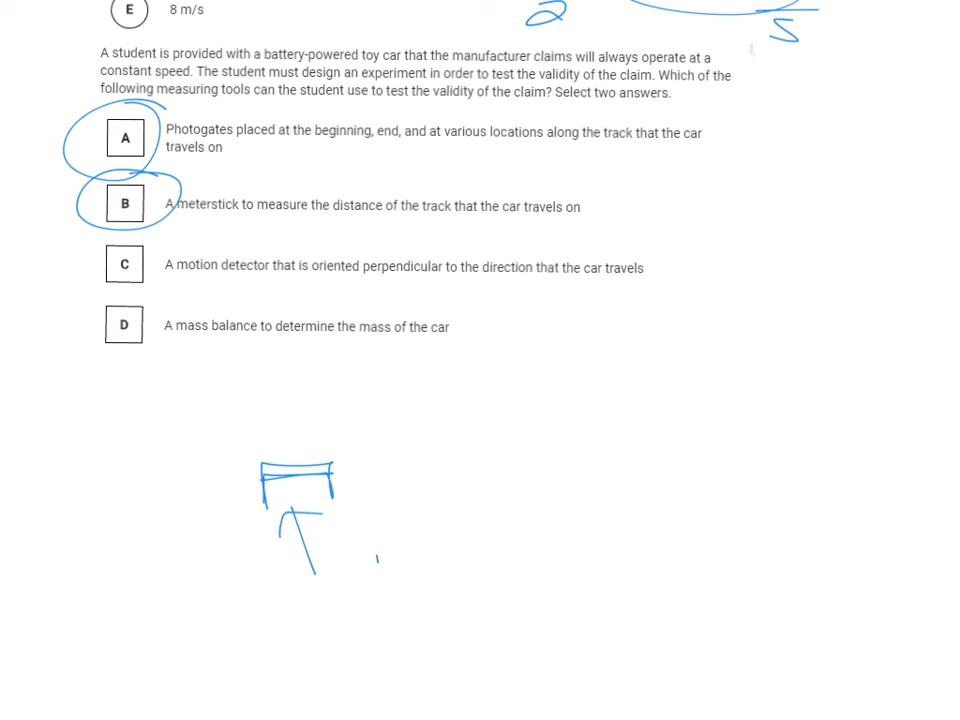 E 8 m/s
2
5
A student is provided with a battery-powered toy car that the manufacturer claims will always operate at a
constant speed. The student must design an experiment in order to test the validity of the claim. Which of the
following measuring tools can the student use to test the validity of the claim? Select two answers.
A Photogates placed at the beginning, end, and at various locations along the track that the car
travels on
B A meterstick to measure the distance of the track that the car travels on
C A motion detector that is oriented perpendicular to the direction that the car travels
D A mass balance to determine the mass of the car